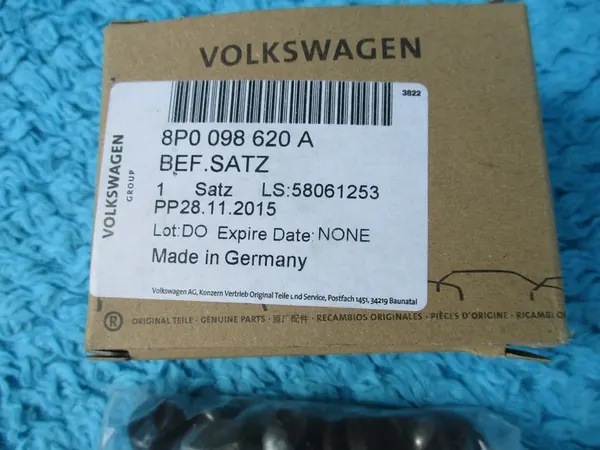 VOLKSWAGEN
3822
8P0 098 620 A
BEF.SATZ
1 Satz LS:58061253
PP28.11.2015
Lot:DO Expire Date: NONE
Made in Germany
Volkswagen AG, Konzern Vertrieb Original Teile und Service, Postfach 1451, 34219 Baunatal
VOLKSWAGEN
GROUP
® ORIGINAL TEILE · GENUINE PARTS · 原厂配件 · RECAMBIOS ORIGINALES · PIÈCES D'ORIGINE · RICAMBI